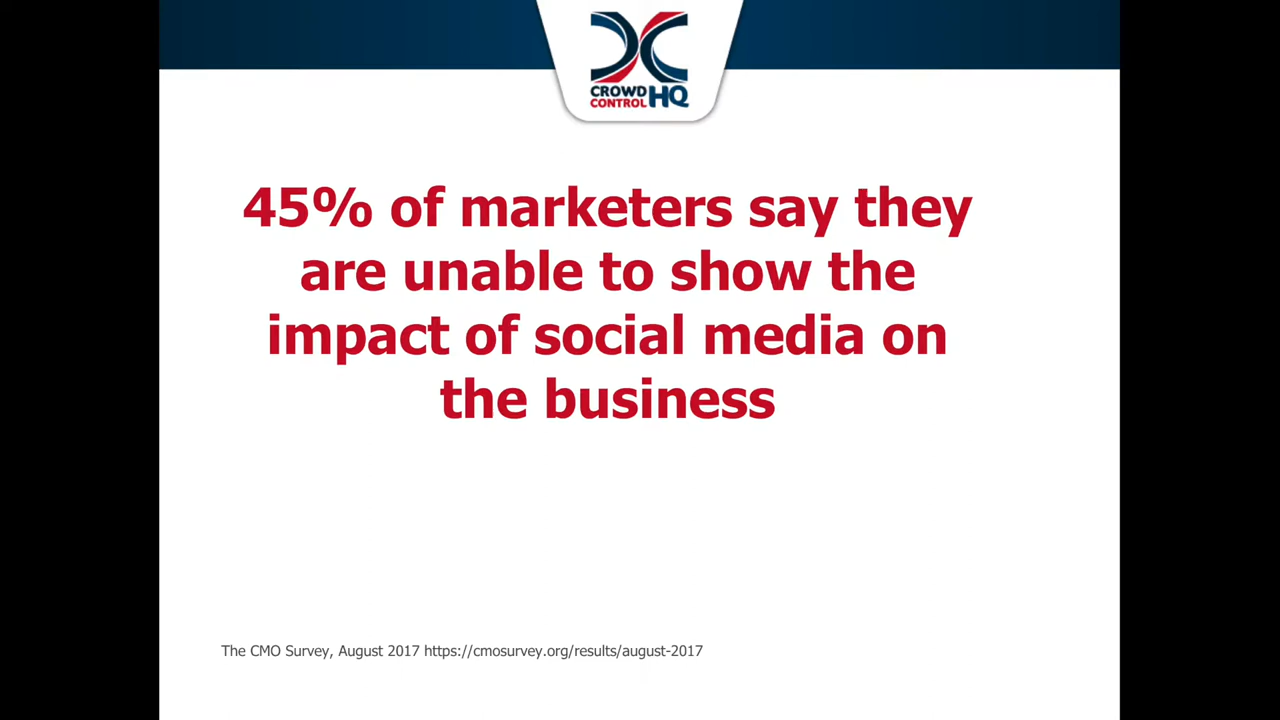 CROWD
CONTROL HQ
45% of marketers say they
are unable to show the
impact of social media on
the business
The CMO Survey, August 2017 https://cmosurvey.org/results/august-2017